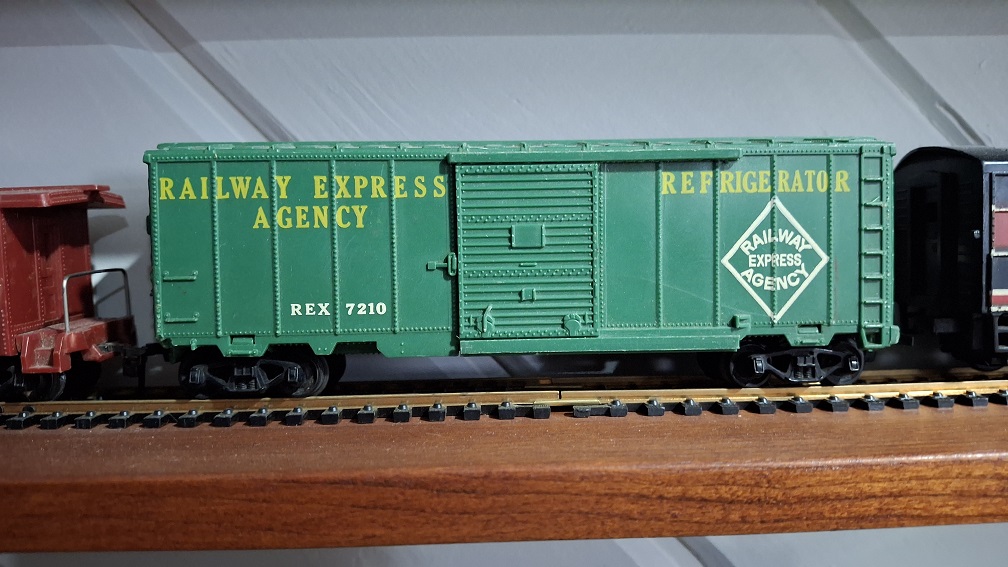 RAILWAY EXPRESS
AGENCY
REX 7210
REFRIGERATOR
RAILWAY
EXPRESS
AGENCY